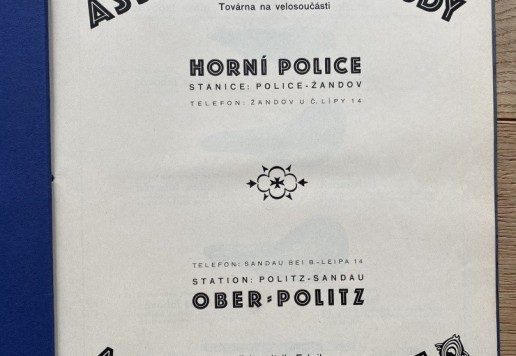 Továrna na velosoučásti
HORNÍ POLICE
STANICE: POLICE-ŽANDOV
TELEFON: ŽANDOV U Č. LÍPY 14
TELEFON: SANDAU BEI B.-LEIPA 14
STATION: POLITZ-SANDAU
OBER-POLITZ